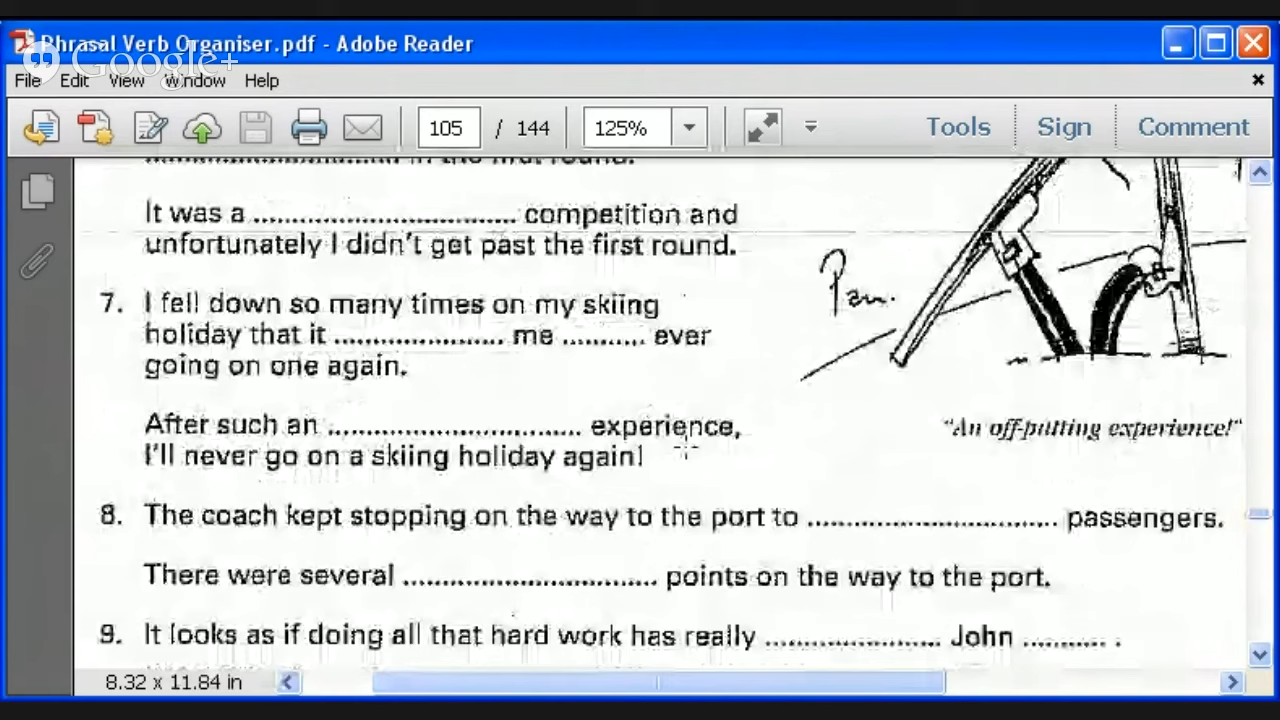 Phrasal Verb Organiser.pdf - Adobe Reader
Google+
File Edit View Window Help
105 / 144 125% Tools Sign Comment
................................. in the first round.
It was a .................................. competition and
unfortunately I didn't get past the first round.
7. I fell down so many times on my skiing
holiday that it ...................... me ........... ever
going on one again.
After such an ................................. experience,
I'll never go on a skiing holiday again!
"An off-putting experience!"
8. The coach kept stopping on the way to the port to ................................ passengers.
There were several ................................. points on the way to the port.
9. It looks as if doing all that hard work has really ....................... John ........... .
8.32 x 11.84 in